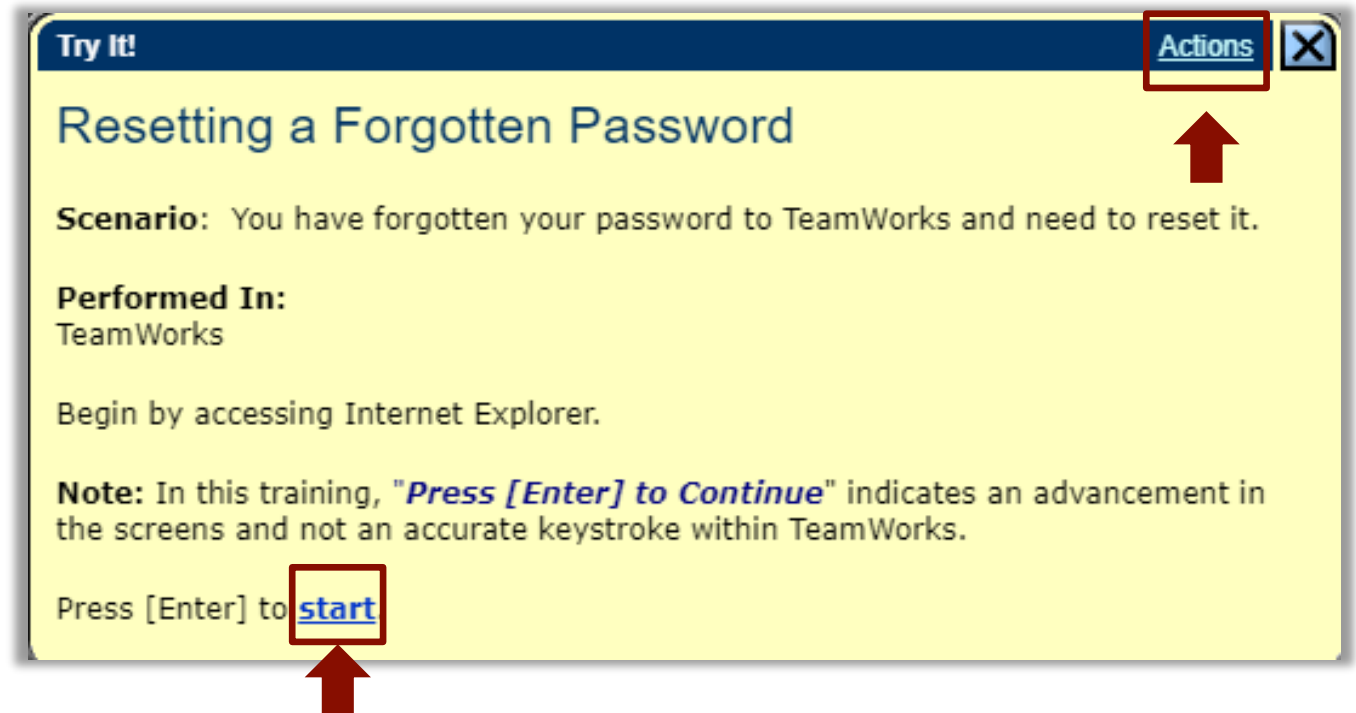 Try It!
Actions
Resetting a Forgotten Password
Scenario: You have forgotten your password to TeamWorks and need to reset it.
Performed In:
TeamWorks
Begin by accessing Internet Explorer.
Note: In this training, "Press [Enter] to Continue" indicates an advancement in
the screens and not an accurate keystroke within TeamWorks.
Press [Enter] to start.